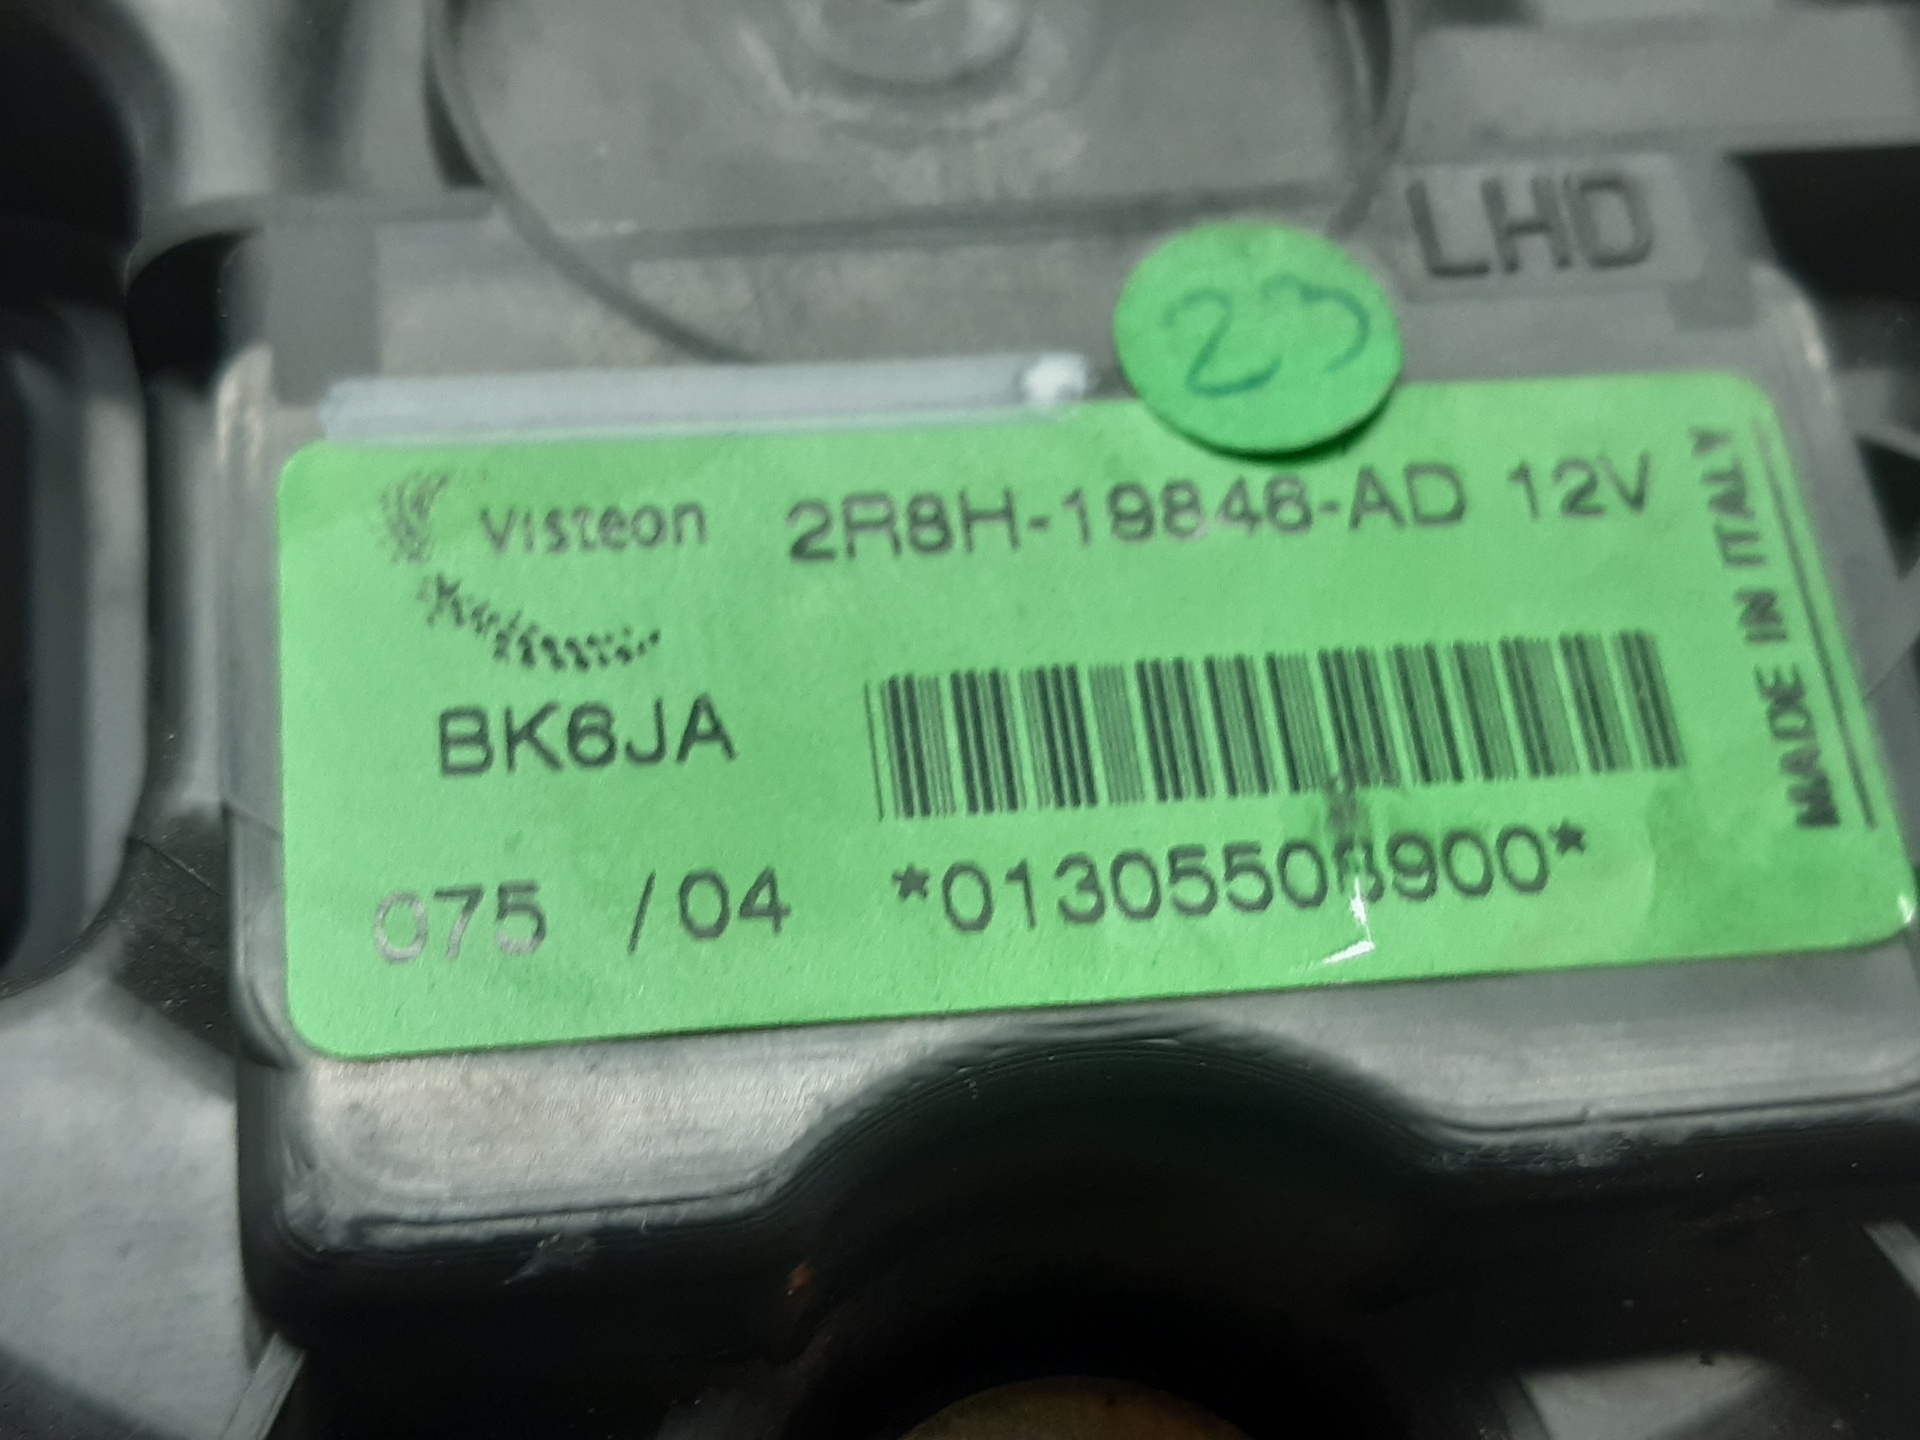 LHD
23
Visteon 2R8H-19846-AD 12V
MADE IN ITALY
BK6JA
075 /04 *01305508900*